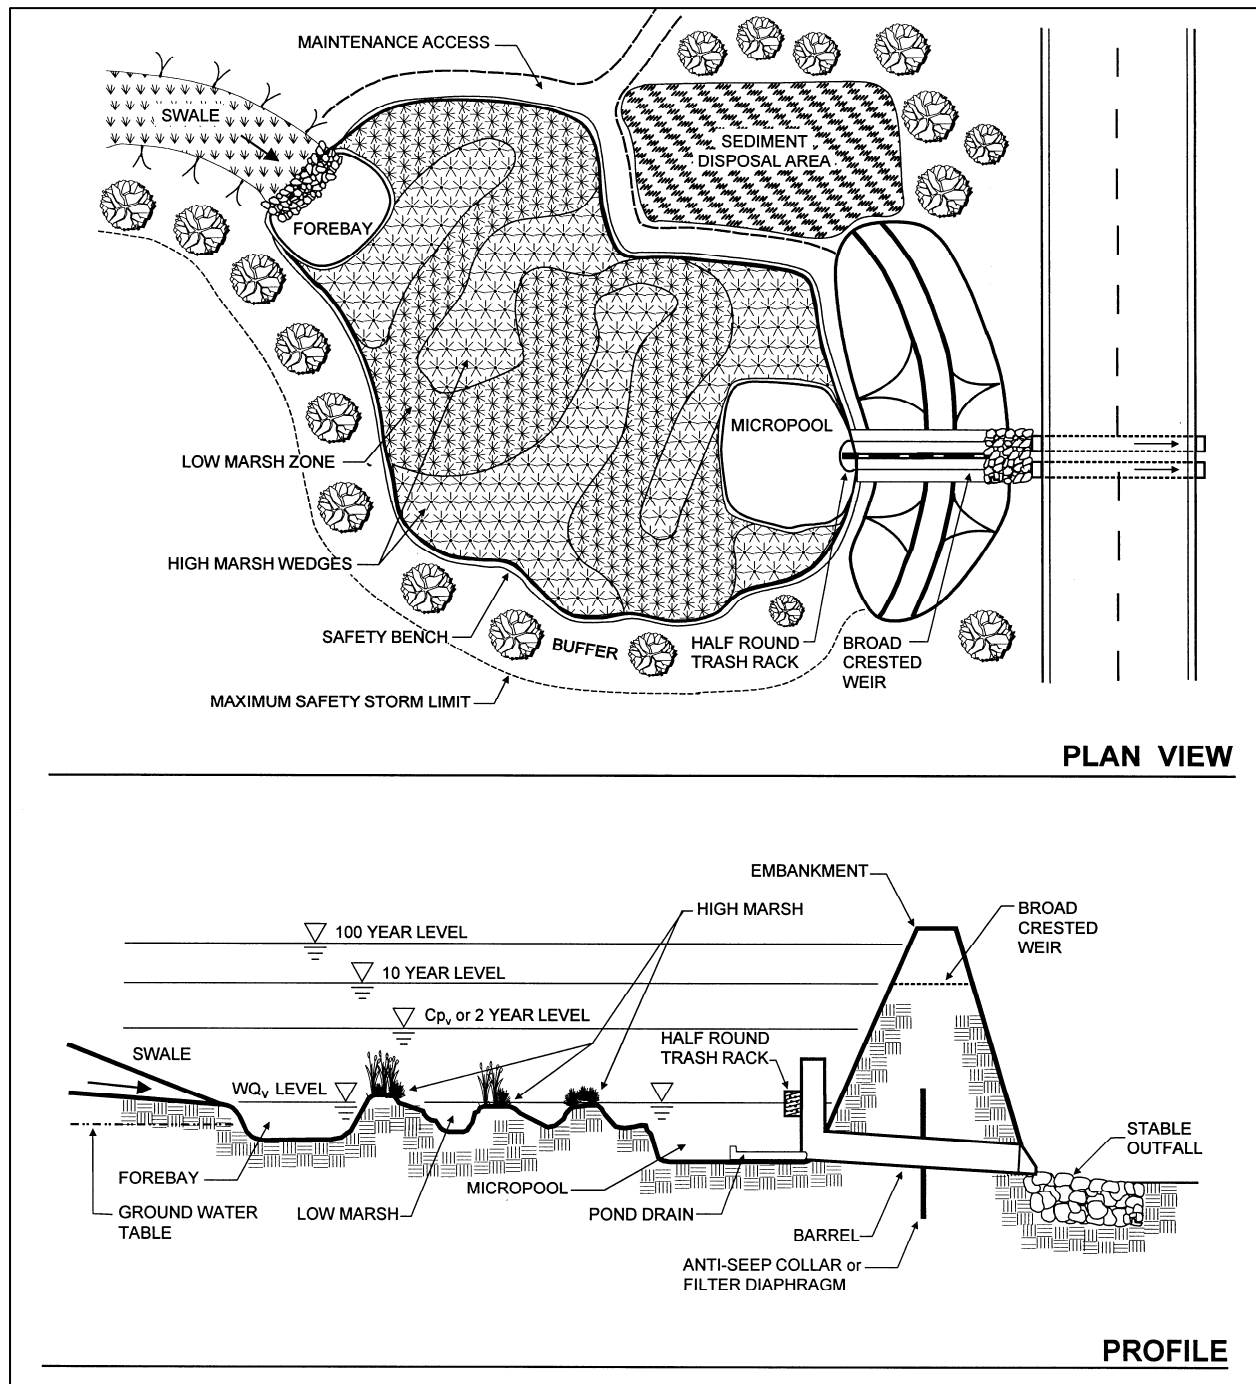 MAINTENANCE ACCESS
SWALE
SEDIMENT
DISPOSAL AREA
FOREBAY
MICROPOOL
LOW MARSH ZONE
HIGH MARSH WEDGES
SAFETY BENCH
BUFFER
HALF ROUND
TRASH RACK
BROAD
CRESTED
WEIR
MAXIMUM SAFETY STORM LIMIT
PLAN VIEW
EMBANKMENT
HIGH MARSH
BROAD
CRESTED
WEIR
100 YEAR LEVEL
10 YEAR LEVEL
Cpv or 2 YEAR LEVEL
HALF ROUND
TRASH RACK
SWALE
WQv LEVEL
STABLE
OUTFALL
FOREBAY
MICROPOOL
GROUND WATER
TABLE
LOW MARSH
POND DRAIN
BARREL
ANTI-SEEP COLLAR or
FILTER DIAPHRAGM
PROFILE